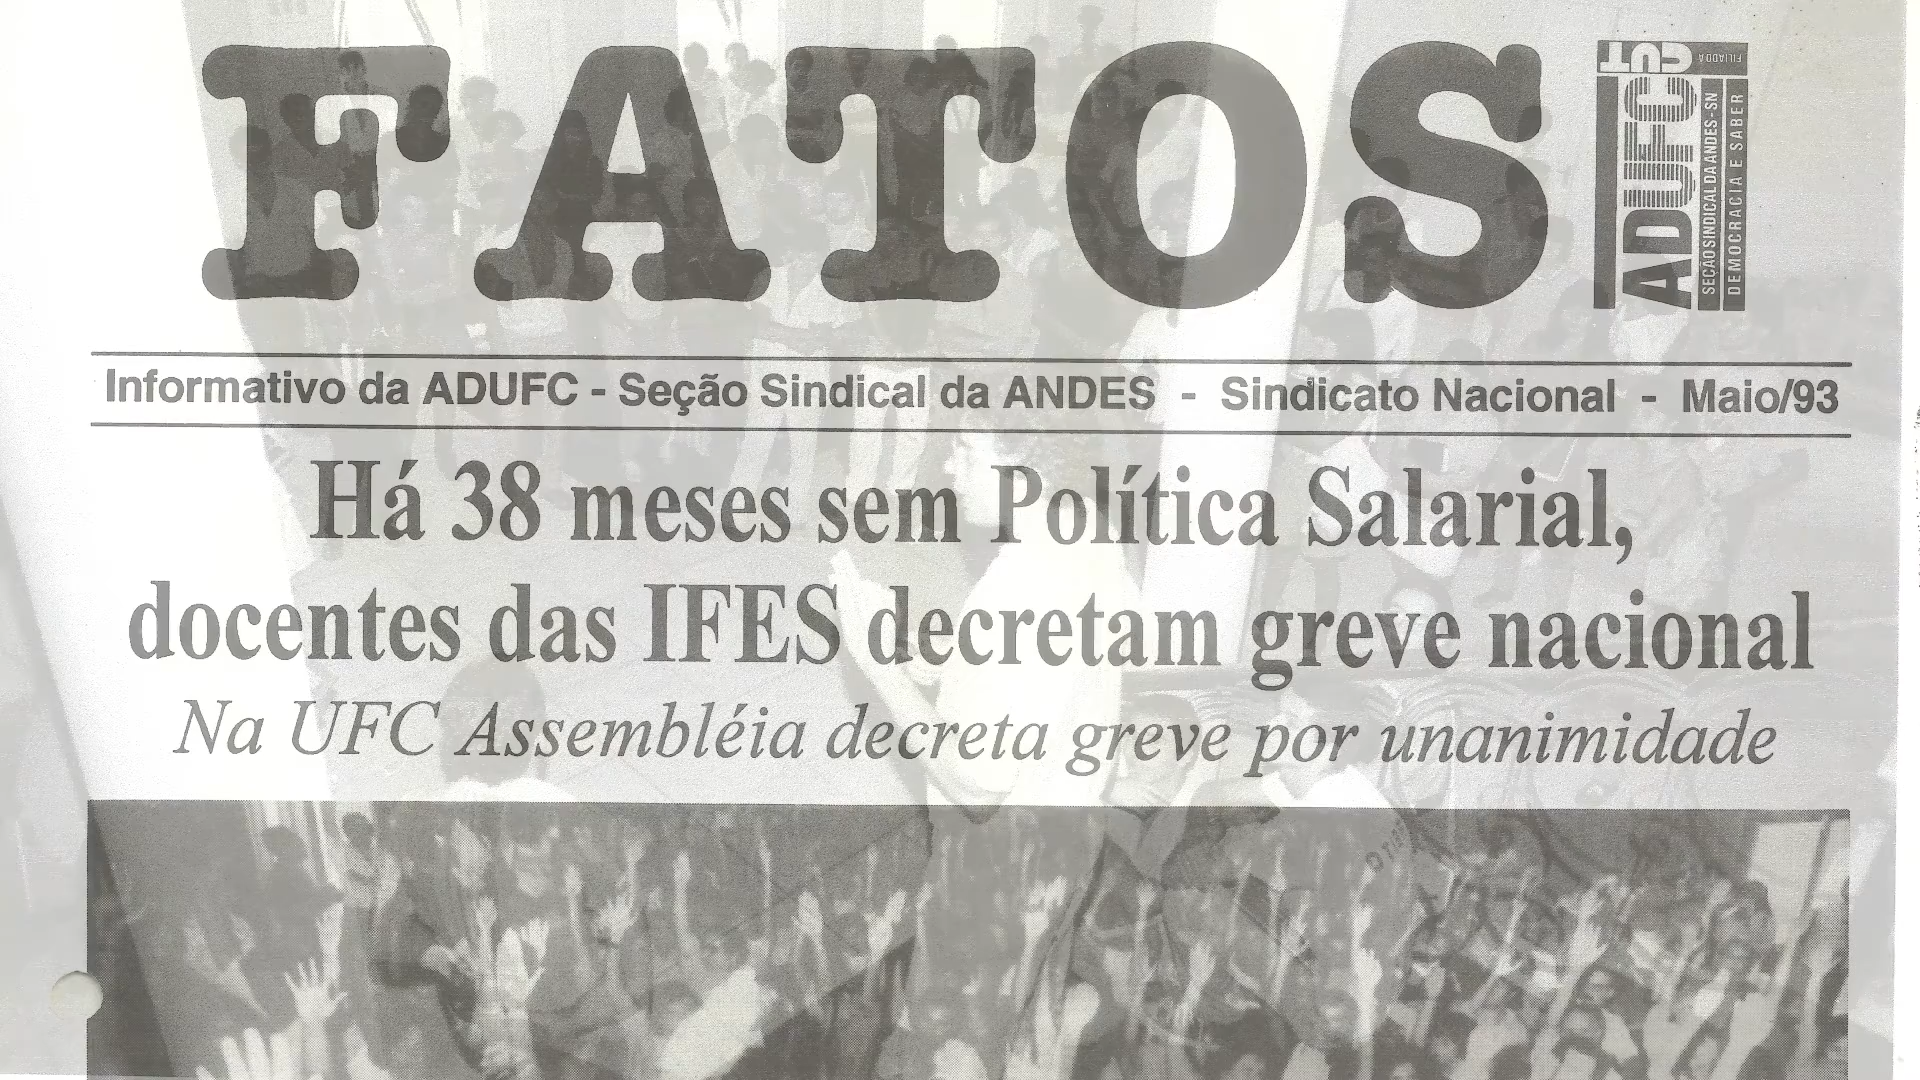 FATOS
CUT
FILIADO A
ADUFC
SEÇÃO SINDICAL DA ANDES-SN
DEMOCRACIA E SABER
Informativo da ADUFC - Seção Sindical da ANDES - Sindicato Nacional - Maio/93
Há 38 meses sem Política Salarial,
docentes das IFES decretam greve nacional
Na UFC Assembléia decreta greve por unanimidade